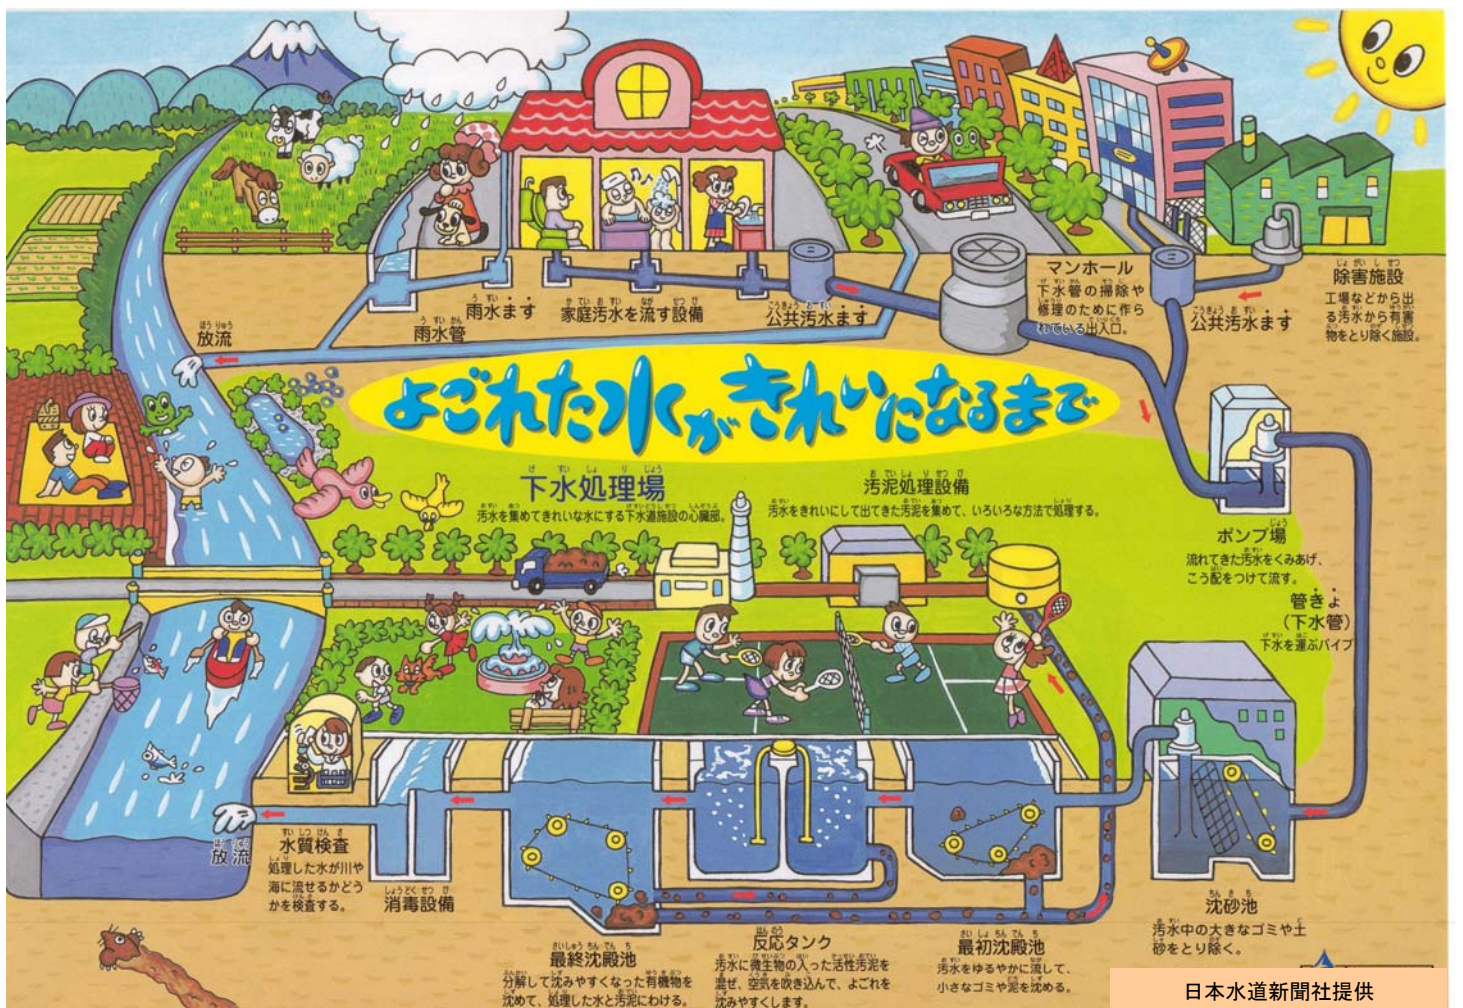 雨水ます
雨水管
家庭汚水を流す設備
公共汚水ます
マンホール
下水管の掃除や
修理のために作ら
れている出入口。
公共汚水ます
除害施設
工場などから出
る汚水から有害
物をとり除く施設。
放流
よごれた水がきれいになるまで
下水処理場
汚水を集めてきれいな水にする下水道施設の心臓部。
汚泥処理設備
汚水をきれいにして出てきた汚泥を集めて、いろいろな方法で処理する。
ポンプ場
流れてきた汚水をくみあげ、
こう配をつけて流す。
管きょ
(下水管)
下水を運ぶパイプ
放流
水質検査
処理した水が川や
海に流せるかどう
かを検査する。
消毒設備
最終沈殿池
分解して沈みやすくなった有機物を
沈めて、処理した水と汚泥にわける。
反応タンク
汚水に微生物の入った活性汚泥を
混ぜ、空気を吹き込んで、よごれを
沈みやすくします。
最初沈殿池
汚水をゆるやかに流して、
小さなゴミや泥を沈める。
沈砂池
汚水中の大きなゴミや土
砂をとり除く。
日本水道新聞社提供